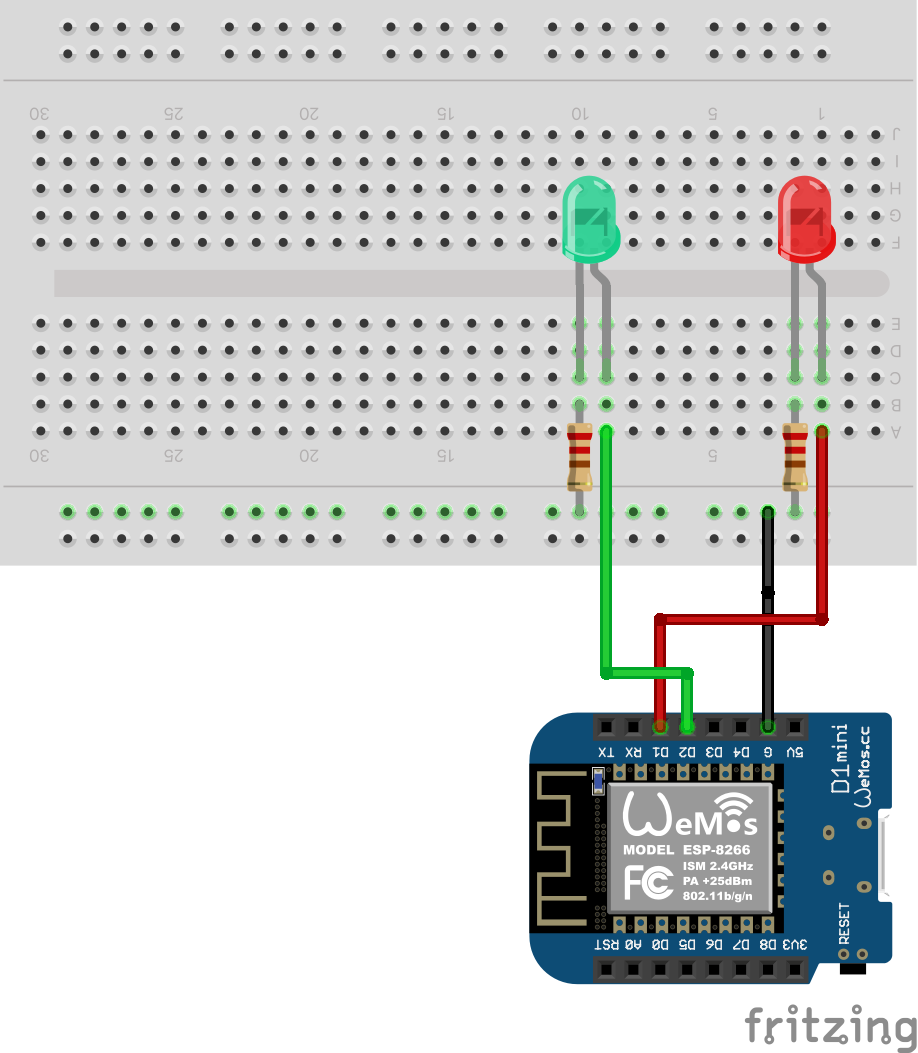 30 25 20 15 10 5 1
J
I
H
G
F
E
D
C
B
A
30 25 20 15 5
TX RX D1 D2 D3 D4 G 5V
D1mini
WeMos.cc
WeMos
MODEL ESP-8266
ISM 2.4GHz
PA +25dBm
802.11b/g/n
FC
RESET
RST A0 D0 D5 D6 D7 D8 3V3
fritzing